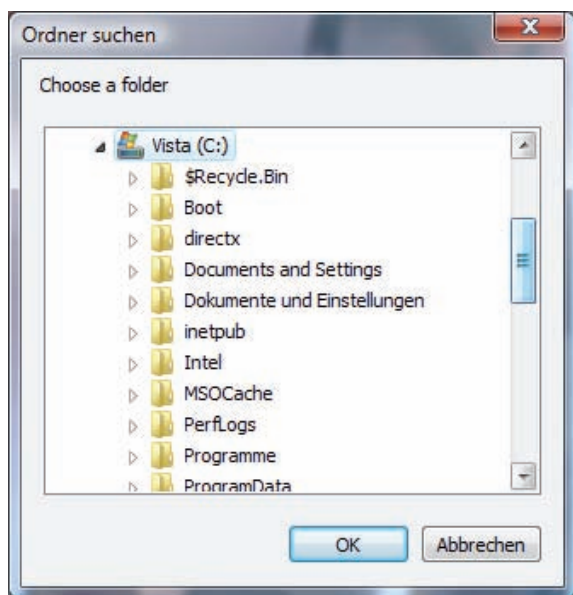 Ordner suchen
Choose a folder
Vista (C:)
$Recycle.Bin
Boot
directx
Documents and Settings
Dokumente und Einstellungen
inetpub
Intel
MSOCache
PerfLogs
Programme
ProgramData
OK
Abbrechen